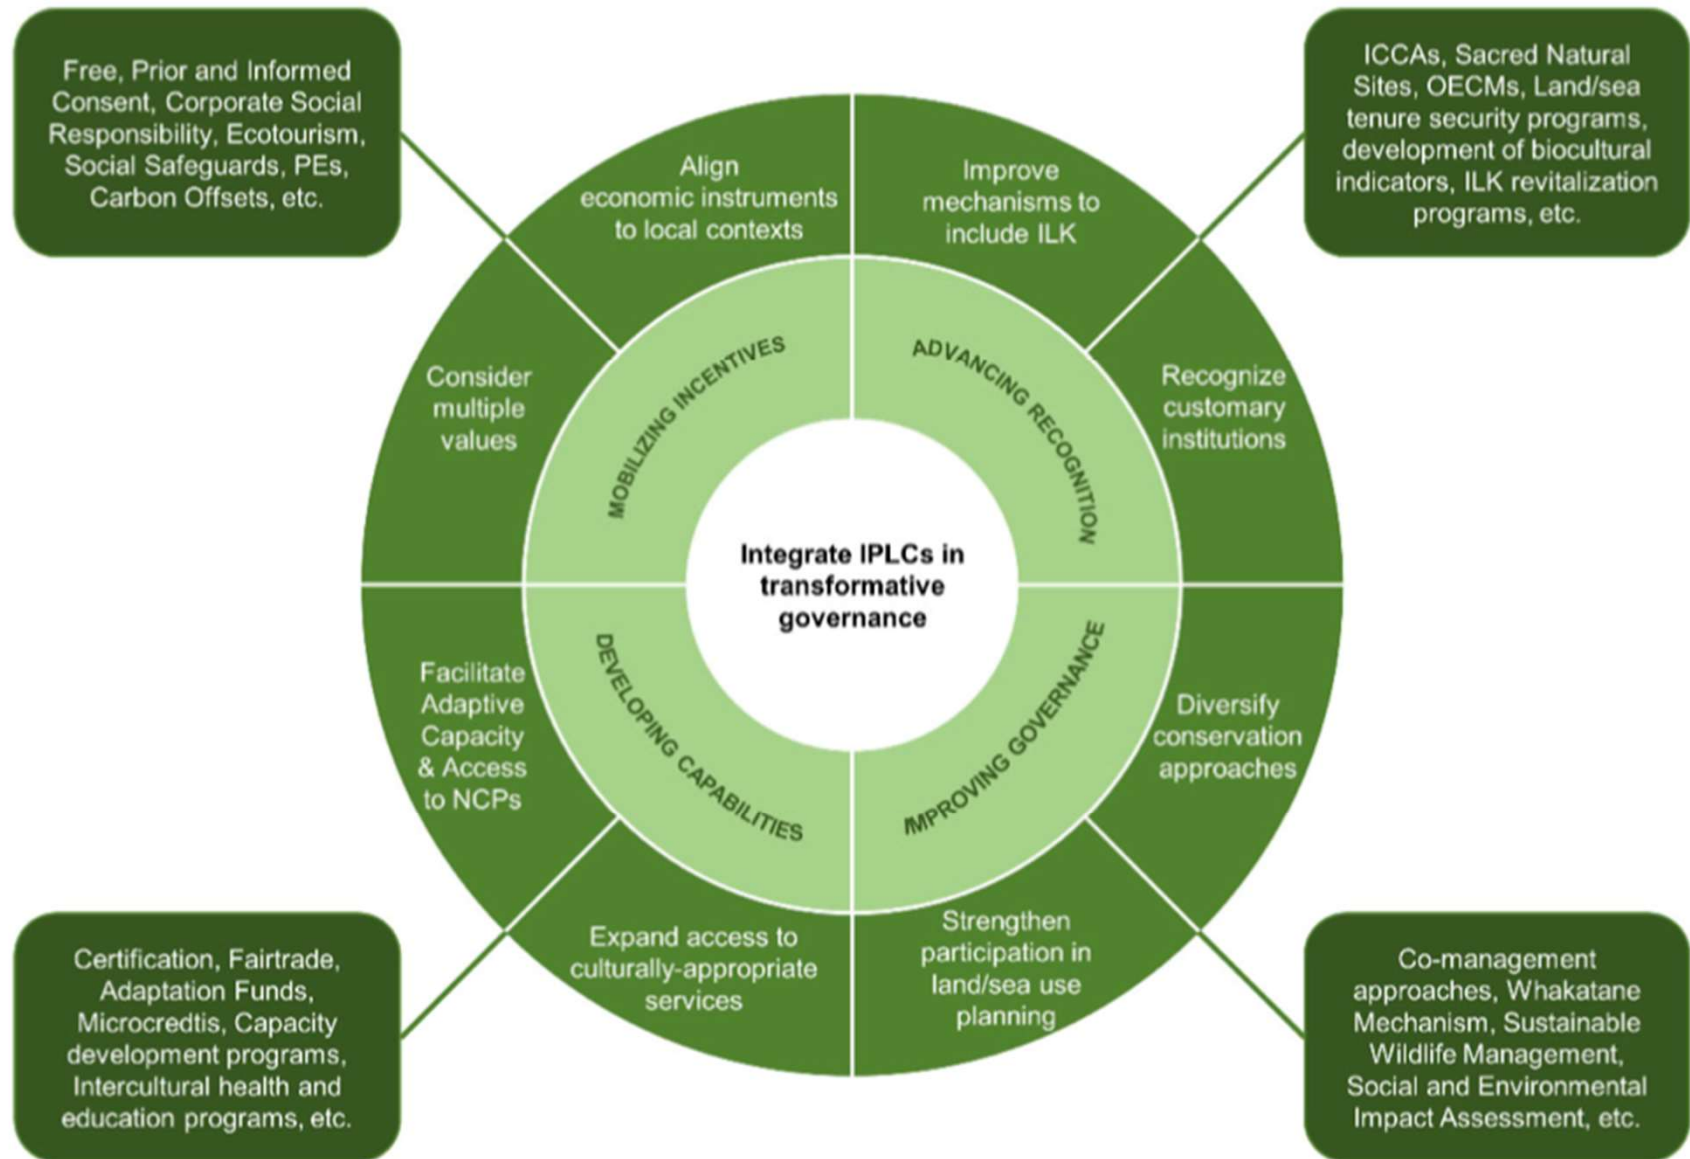 Free, Prior and Informed
Consent, Corporate Social
Responsibility, Ecotourism,
Social Safeguards, PEs,
Carbon Offsets, etc.
ICCAs, Sacred Natural
Sites, OECMs, Land/sea
tenure security programs,
development of biocultural
indicators, ILK revitalization
programs, etc.
Align
economic instruments
to local contexts
Improve
mechanisms to
include ILK
Consider
multiple
values
MOBILIZING INCENTIVES
ADVANCING RECOGNITION
Recognize
customary
institutions
Integrate IPLCs in
transformative
governance
Facilitate
Adaptive
Capacity
& Access
to NCPs
DEVELOPING CAPABILITIES
IMPROVING GOVERNANCE
Diversify
conservation
approaches
Expand access to
culturally-appropriate
services
Strengthen
participation in
land/sea use
planning
Certification, Fairtrade,
Adaptation Funds,
Microcredtis, Capacity
development programs,
Intercultural health and
education programs, etc.
Co-management
approaches, Whakatane
Mechanism, Sustainable
Wildlife Management,
Social and Environmental
Impact Assessment, etc.